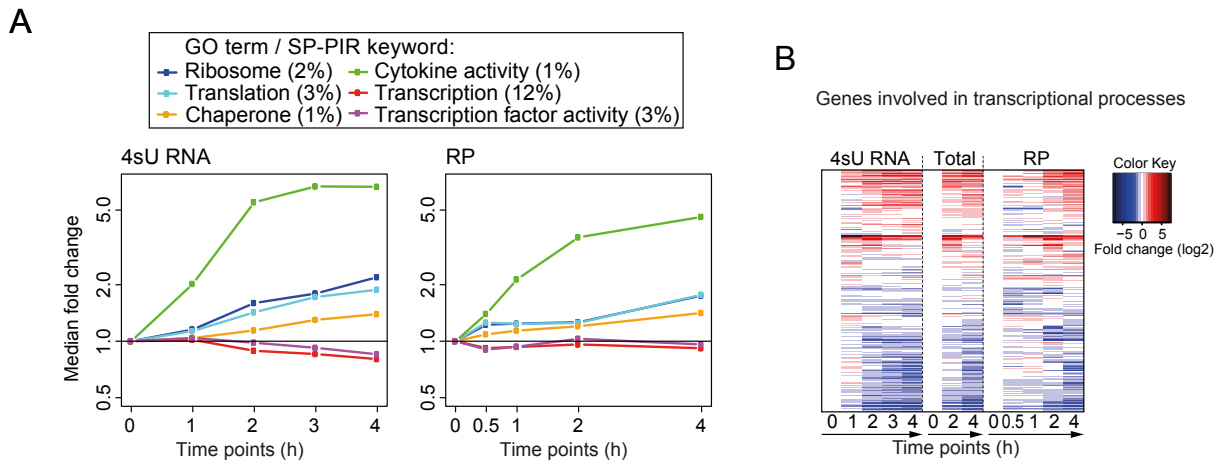 A
GO term / SP-PIR keyword:
Ribosome (2%) Cytokine activity (1%)
Translation (3%) Transcription (12%)
Chaperone (1%) Transcription factor activity (3%)
4sU RNA
RP
Median fold change
5.0
2.0
1.0
0.5
0 1 2 3 4
Time points (h)
5.0
2.0
1.0
0.5
0 0.5 1 2 4
Time points (h)
B
Genes involved in transcriptional processes
4sU RNA Total RP
Color Key
−5 0 5
Fold change (log2)
0 1 2 3 4 0 2 4 0 0.5 1 2 4
Time points (h)